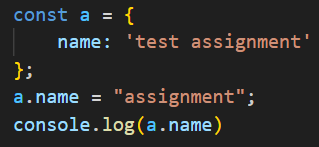 const a = {
    name: 'test assignment'
};
a.name = "assignment";
console.log(a.name)